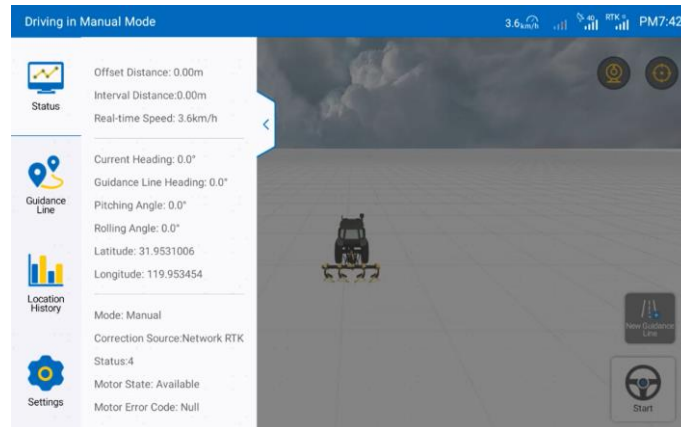 Driving in Manual Mode
3.6km/h
40
RTK
PM7:42
Status
Offset Distance: 0.00m
Interval Distance:0.00m
Real-time Speed: 3.6km/h
Guidance
Line
Current Heading: 0.0°
Guidance Line Heading: 0.0°
Pitching Angle: 0.0°
Rolling Angle: 0.0°
Latitude: 31.9531006
Longitude: 119.953454
Location
History
Mode: Manual
Correction Source:Network RTK
Status:4
Motor State: Available
Motor Error Code: Null
Settings
New Guidance
Line
Start